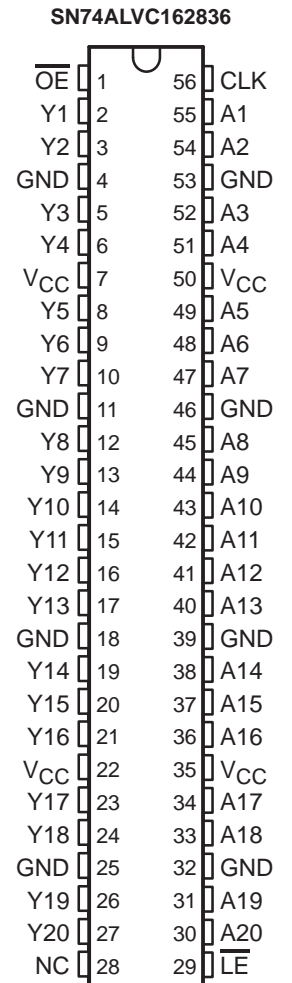 SN74ALVC162836
OE 1 56 CLK
Y1 2 55 A1
Y2 3 54 A2
GND 4 53 GND
Y3 5 52 A3
Y4 6 51 A4
VCC 7 50 VCC
Y5 8 49 A5
Y6 9 48 A6
Y7 10 47 A7
GND 11 46 GND
Y8 12 45 A8
Y9 13 44 A9
Y10 14 43 A10
Y11 15 42 A11
Y12 16 41 A12
Y13 17 40 A13
GND 18 39 GND
Y14 19 38 A14
Y15 20 37 A15
Y16 21 36 A16
VCC 22 35 VCC
Y17 23 34 A17
Y18 24 33 A18
GND 25 32 GND
Y19 26 31 A19
Y20 27 30 A20
NC 28 29 LE